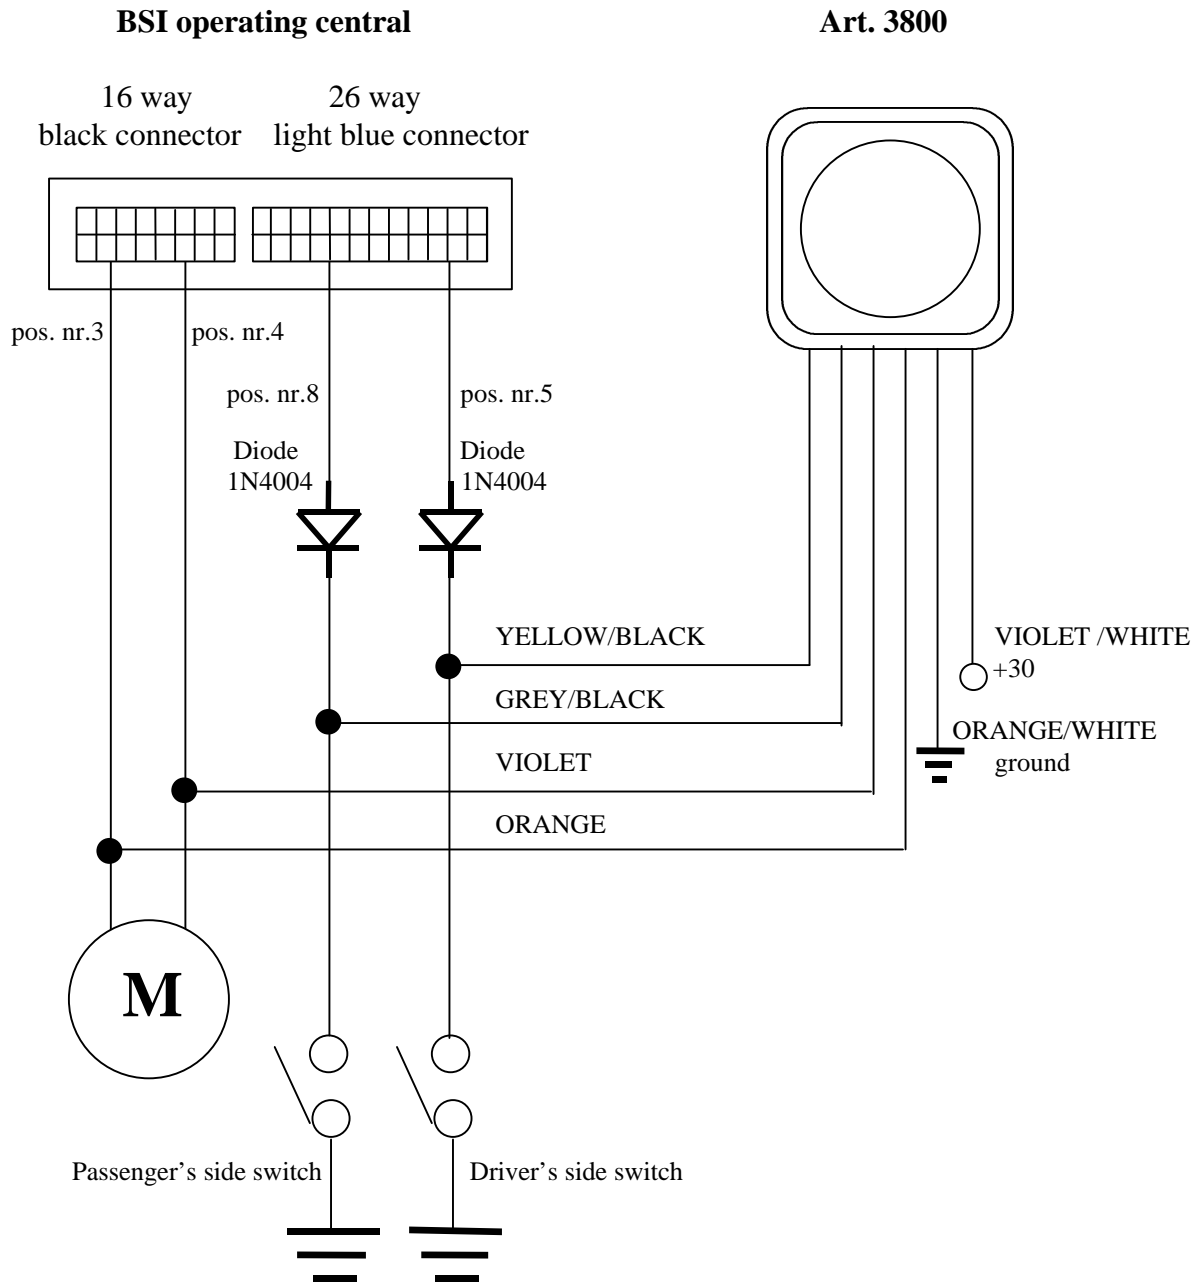 BSI operating central
Art. 3800
16 way
black connector
26 way
light blue connector
pos. nr.3
pos. nr.4
pos. nr.8
pos. nr.5
Diode
1N4004
Diode
1N4004
YELLOW/BLACK
VIOLET /WHITE
+30
GREY/BLACK
ORANGE/WHITE
ground
VIOLET
ORANGE
M
Passenger's side switch
Driver's side switch